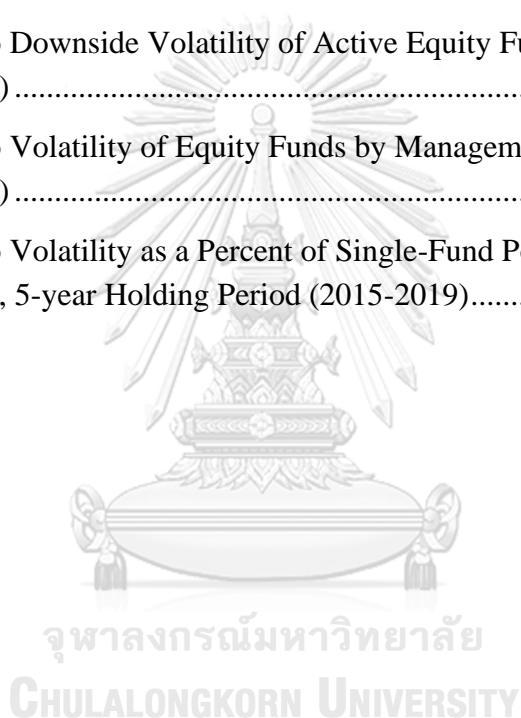 Downside Volatility of Active Equity Fu
) ........................................................................
Volatility of Equity Funds by Managem
) ........................................................................
Volatility as a Percent of Single-Fund P
, 5-year Holding Period (2015-2019).......
จุฬาลงกรณ์มหาวิทยาลัย
CHULALONGKORN UNIVERSITY